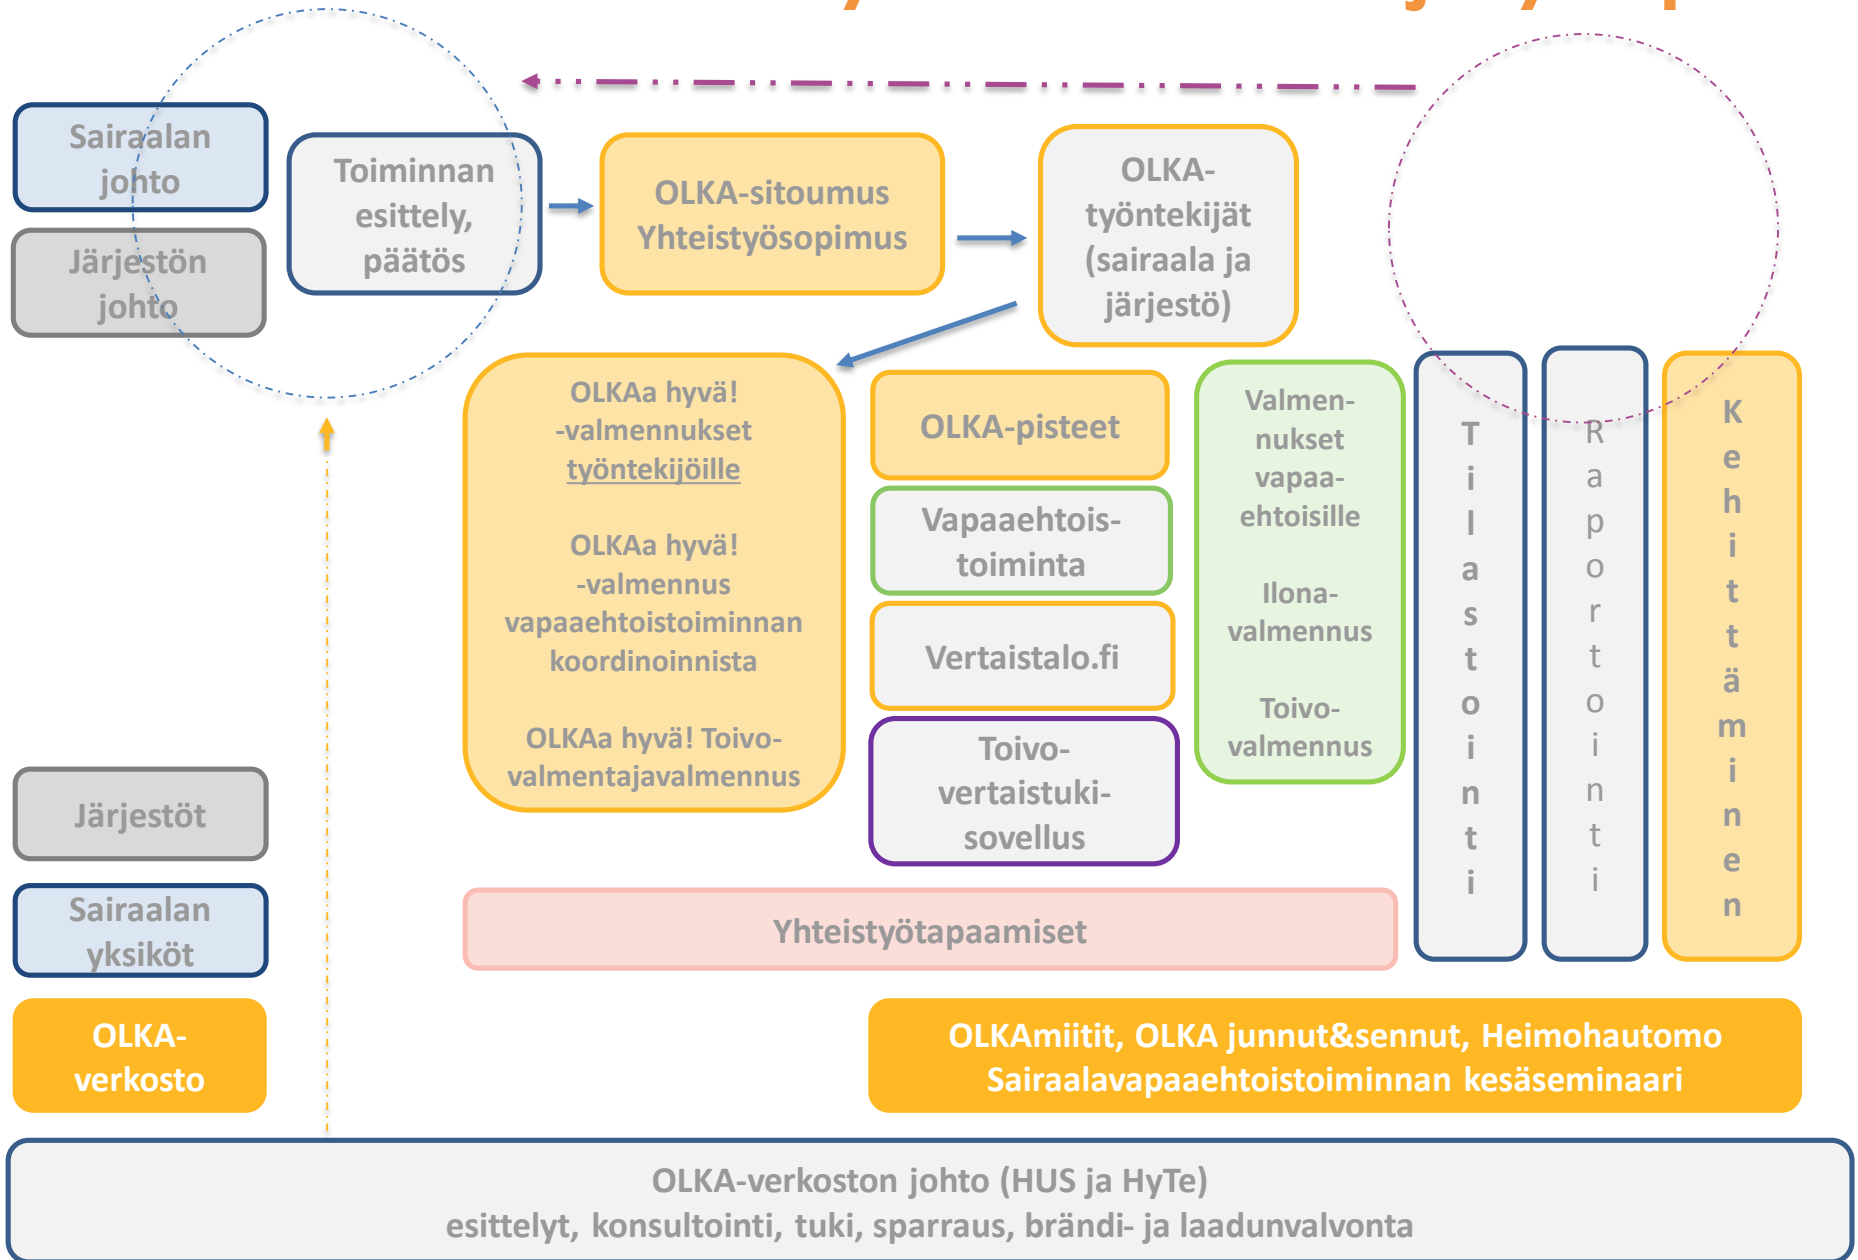 Sairaalan
johto
Järjestön
johto
Toiminnan
esittely,
päätös
OLKA-sitoumus
Yhteistyösopimus
OLKA-
työntekijät
(sairaala ja
järjestö)
OLKAa hyvä!
-valmennukset
työntekijöille
OLKAa hyvä!
-valmennus
vapaaehtoistoiminnan
koordinoinnista
OLKAa hyvä! Toivo-
valmentajavalmennus
OLKA-pisteet
Vapaaehtois-
toiminta
Vertaistalo.fi
Toivo-
vertaistuki-
sovellus
Valmen-
nukset
vapaa-
ehtoisille
Ilona-
valmennus
Toivo-
valmennus
Tilastointi
Raportointi
Kehittäminen
Järjestöt
Sairaalan
yksiköt
Yhteistyötapaamiset
OLKA-
verkosto
OLKAmiitit, OLKA junnut&sennut, Heimohautomo
Sairaalavapaaehtoistoiminnan kesäseminaari
OLKA-verkoston johto (HUS ja HyTe)
esittelyt, konsultointi, tuki, sparraus, brändi- ja laadunvalvonta